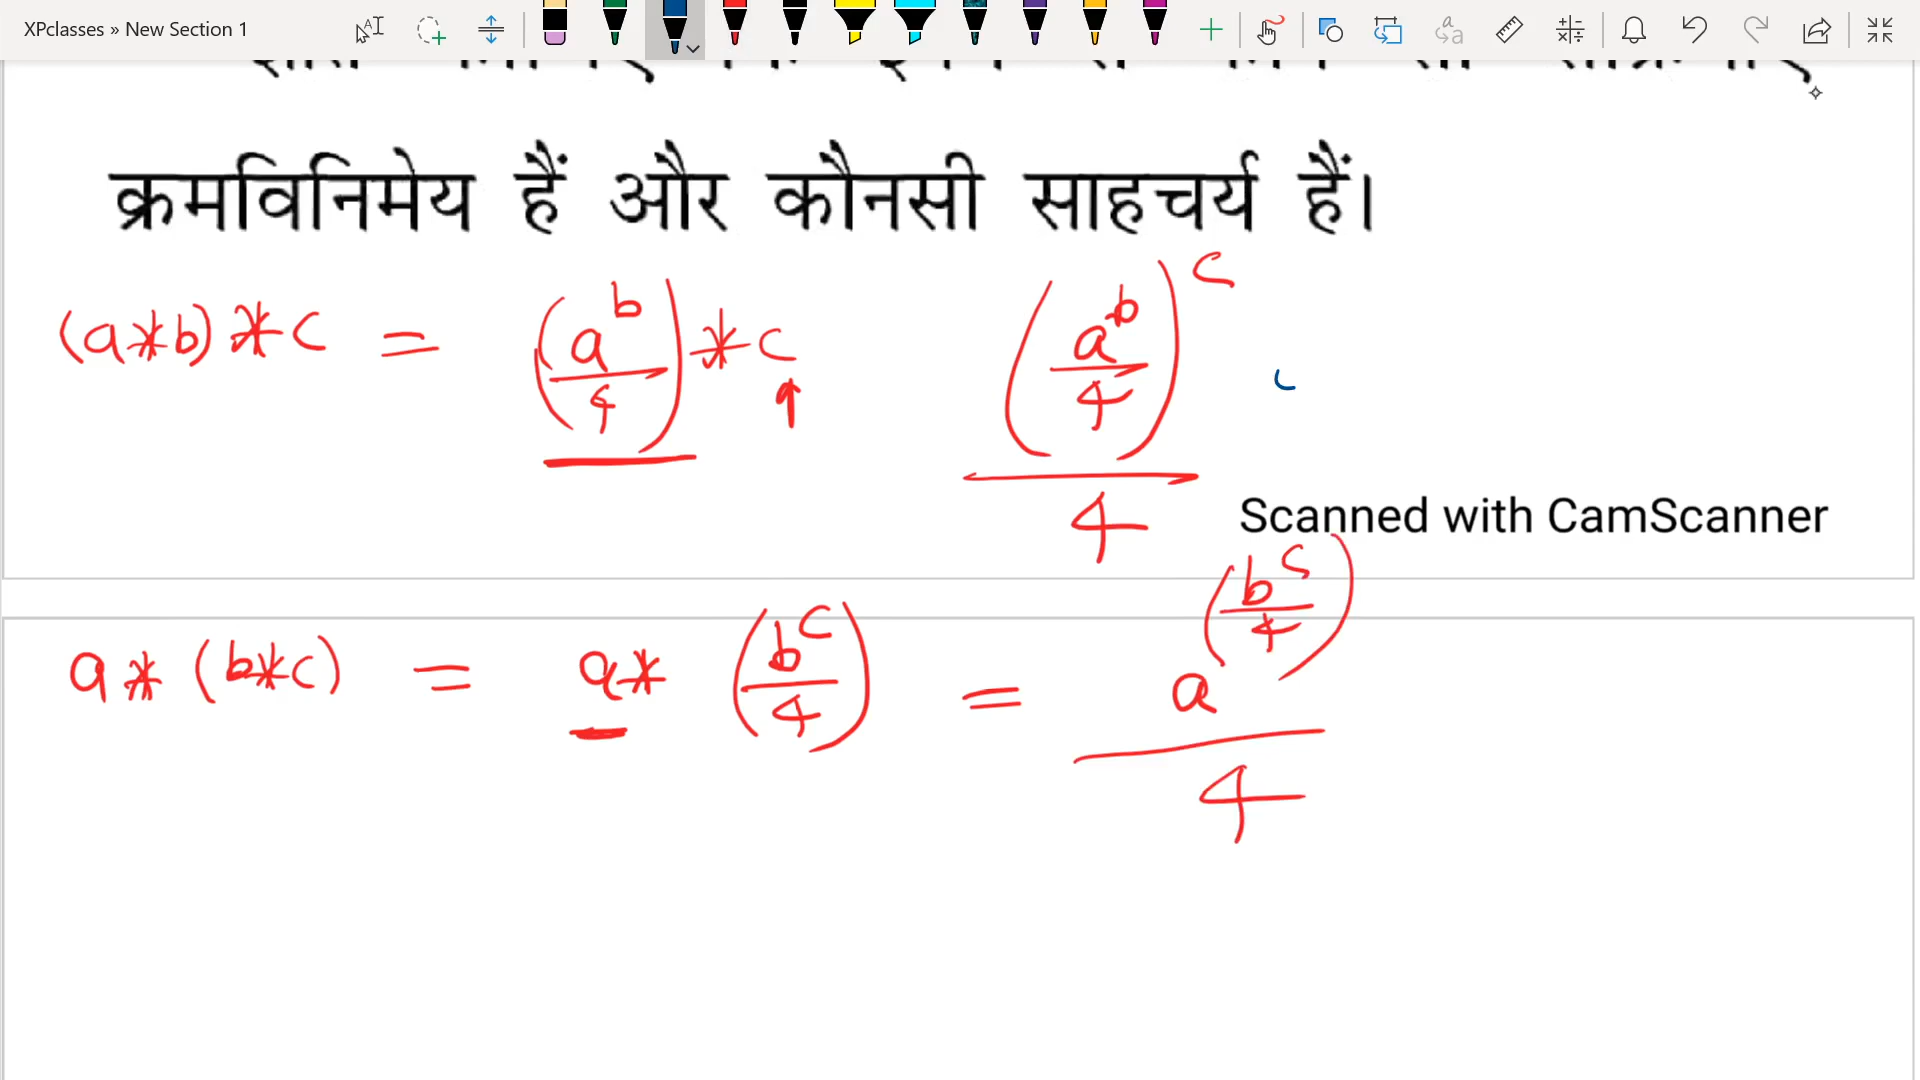 XPclasses » New Section 1
क्रमविनिमेय हैं और कौनसी साहचर्य हैं।
(a*b)*c = (a^b/4)*c (a^b/4)^c/4
Scanned with CamScanner
a*(b*c) = a*(b^c/4) = a^(b^c/4)/4